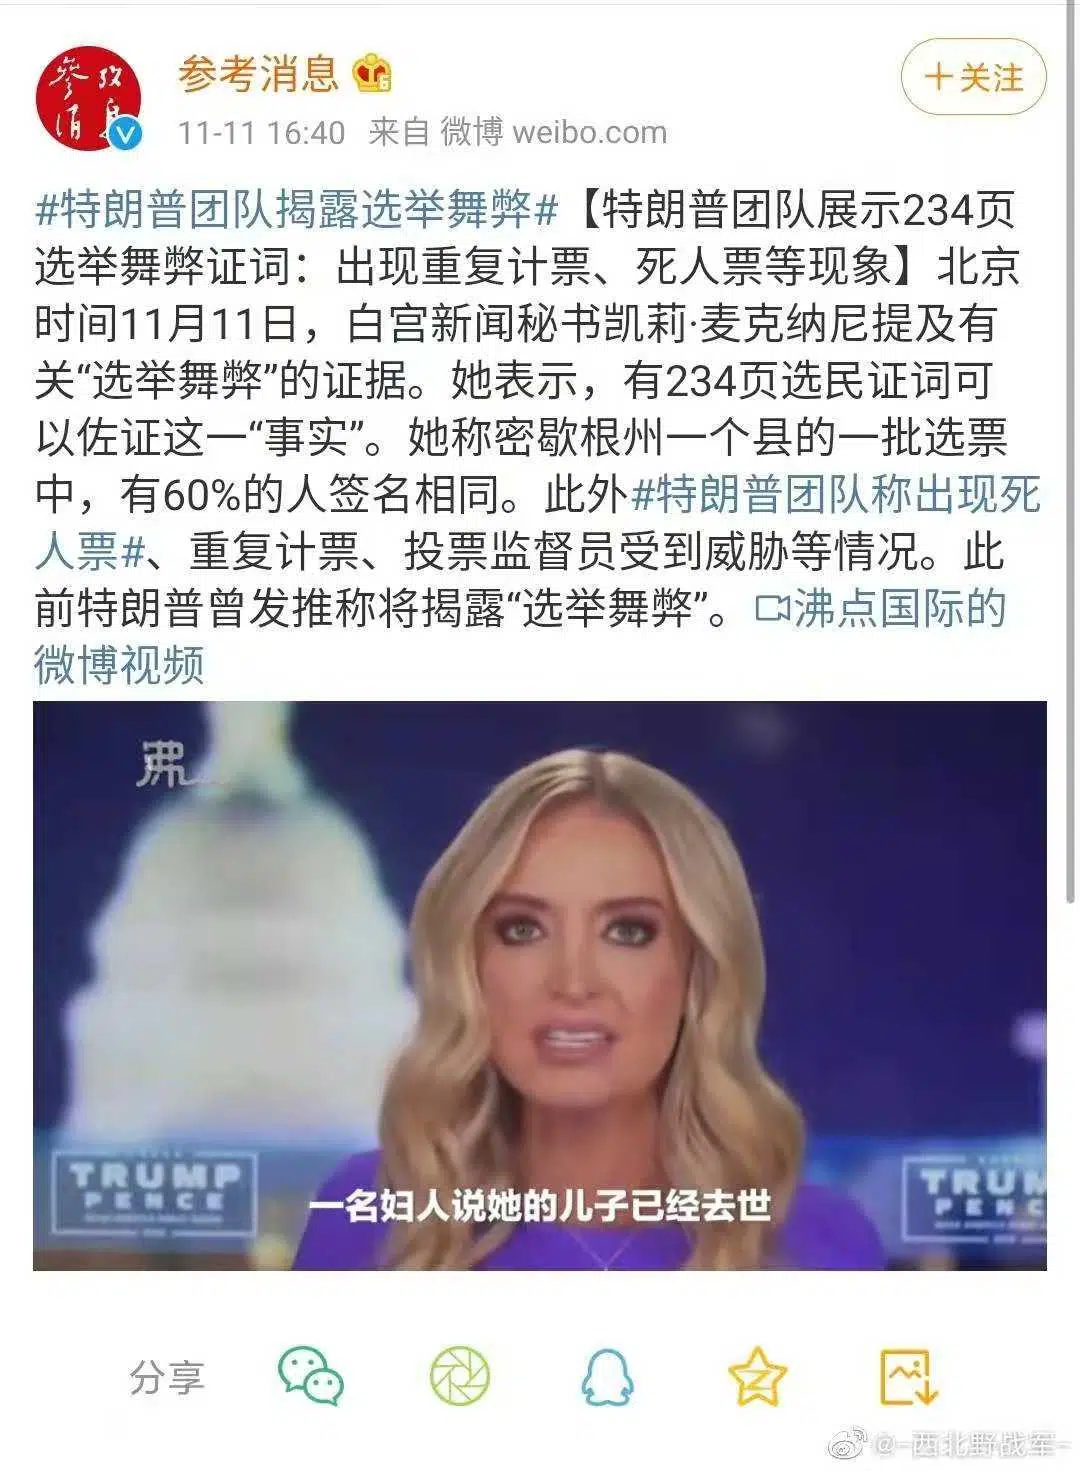 参考消息
+关注
11-11 16:40 来自 微博 weibo.com
#特朗普团队揭露选举舞弊#【特朗普团队展示234页
选举舞弊证词：出现重复计票、死人票等现象】北京
时间11月11日，白宫新闻秘书凯莉·麦克纳尼提及有
关“选举舞弊”的证据。她表示，有234页选民证词可
以佐证这一“事实”。她称密歇根州一个县的一批选票
中，有60%的人签名相同。此外#特朗普团队称出现死
人票#、重复计票、投票监督员受到威胁等情况。此
前特朗普曾发推称将揭露“选举舞弊”。沸点国际的
微博视频
沸
TRUMP
PENCE
TRUM
PENC
一名妇人说她的儿子已经去世
分享
@-西北野战军-